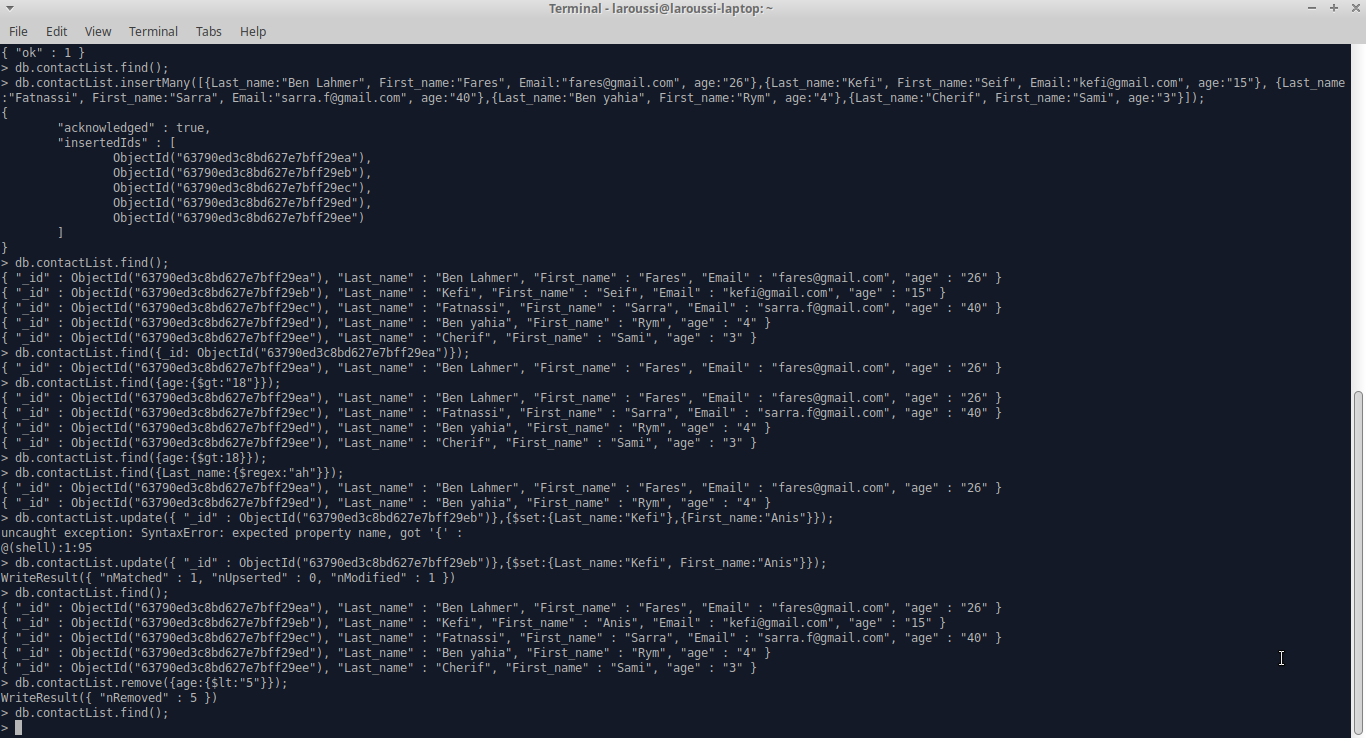 Terminal - laroussi@laroussi-laptop: ~
File Edit View Terminal Tabs Help
{ "ok" : 1 }
> db.contactList.find();
> db.contactList.insertMany([{Last_name:"Ben Lahmer", First_name:"Fares", Email:"fares@gmail.com", age:"26"},{Last_name:"Kefi", First_name:"Seif", Email:"kefi@gmail.com", age:"15"}, {Last_name
:"Fatnassi", First_name:"Sarra", Email:"sarra.f@gmail.com", age:"40"},{Last_name:"Ben yahia", First_name:"Rym", age:"4"},{Last_name:"Cherif", First_name:"Sami", age:"3"}]);
{
"acknowledged" : true,
"insertedIds" : [
ObjectId("63790ed3c8bd627e7bff29ea"),
ObjectId("63790ed3c8bd627e7bff29eb"),
ObjectId("63790ed3c8bd627e7bff29ec"),
ObjectId("63790ed3c8bd627e7bff29ed"),
ObjectId("63790ed3c8bd627e7bff29ee")
]
}
> db.contactList.find();
{ "_id" : ObjectId("63790ed3c8bd627e7bff29ea"), "Last_name" : "Ben Lahmer", "First_name" : "Fares", "Email" : "fares@gmail.com", "age" : "26" }
{ "_id" : ObjectId("63790ed3c8bd627e7bff29eb"), "Last_name" : "Kefi", "First_name" : "Seif", "Email" : "kefi@gmail.com", "age" : "15" }
{ "_id" : ObjectId("63790ed3c8bd627e7bff29ec"), "Last_name" : "Fatnassi", "First_name" : "Sarra", "Email" : "sarra.f@gmail.com", "age" : "40" }
{ "_id" : ObjectId("63790ed3c8bd627e7bff29ed"), "Last_name" : "Ben yahia", "First_name" : "Rym", "age" : "4" }
{ "_id" : ObjectId("63790ed3c8bd627e7bff29ee"), "Last_name" : "Cherif", "First_name" : "Sami", "age" : "3" }
> db.contactList.find({_id: ObjectId("63790ed3c8bd627e7bff29ea")});
{ "_id" : ObjectId("63790ed3c8bd627e7bff29ea"), "Last_name" : "Ben Lahmer", "First_name" : "Fares", "Email" : "fares@gmail.com", "age" : "26" }
> db.contactList.find({age:{$gt:"18"}});
{ "_id" : ObjectId("63790ed3c8bd627e7bff29ea"), "Last_name" : "Ben Lahmer", "First_name" : "Fares", "Email" : "fares@gmail.com", "age" : "26" }
{ "_id" : ObjectId("63790ed3c8bd627e7bff29ec"), "Last_name" : "Fatnassi", "First_name" : "Sarra", "Email" : "sarra.f@gmail.com", "age" : "40" }
{ "_id" : ObjectId("63790ed3c8bd627e7bff29ed"), "Last_name" : "Ben yahia", "First_name" : "Rym", "age" : "4" }
{ "_id" : ObjectId("63790ed3c8bd627e7bff29ee"), "Last_name" : "Cherif", "First_name" : "Sami", "age" : "3" }
> db.contactList.find({age:{$gt:18}});
> db.contactList.find({Last_name:{$regex:"ah"}});
{ "_id" : ObjectId("63790ed3c8bd627e7bff29ea"), "Last_name" : "Ben Lahmer", "First_name" : "Fares", "Email" : "fares@gmail.com", "age" : "26" }
{ "_id" : ObjectId("63790ed3c8bd627e7bff29ed"), "Last_name" : "Ben yahia", "First_name" : "Rym", "age" : "4" }
> db.contactList.update({ "_id" : ObjectId("63790ed3c8bd627e7bff29eb")},{$set:{Last_name:"Kefi"},{First_name:"Anis"}});
uncaught exception: SyntaxError: expected property name, got '{' :
@(shell):1:95
> db.contactList.update({ "_id" : ObjectId("63790ed3c8bd627e7bff29eb")},{$set:{Last_name:"Kefi", First_name:"Anis"}});
WriteResult({ "nMatched" : 1, "nUpserted" : 0, "nModified" : 1 })
> db.contactList.find();
{ "_id" : ObjectId("63790ed3c8bd627e7bff29ea"), "Last_name" : "Ben Lahmer", "First_name" : "Fares", "Email" : "fares@gmail.com", "age" : "26" }
{ "_id" : ObjectId("63790ed3c8bd627e7bff29eb"), "Last_name" : "Kefi", "First_name" : "Anis", "Email" : "kefi@gmail.com", "age" : "15" }
{ "_id" : ObjectId("63790ed3c8bd627e7bff29ec"), "Last_name" : "Fatnassi", "First_name" : "Sarra", "Email" : "sarra.f@gmail.com", "age" : "40" }
{ "_id" : ObjectId("63790ed3c8bd627e7bff29ed"), "Last_name" : "Ben yahia", "First_name" : "Rym", "age" : "4" }
{ "_id" : ObjectId("63790ed3c8bd627e7bff29ee"), "Last_name" : "Cherif", "First_name" : "Sami", "age" : "3" }
> db.contactList.remove({age:{$lt:"5"}});
WriteResult({ "nRemoved" : 5 })
> db.contactList.find();
>